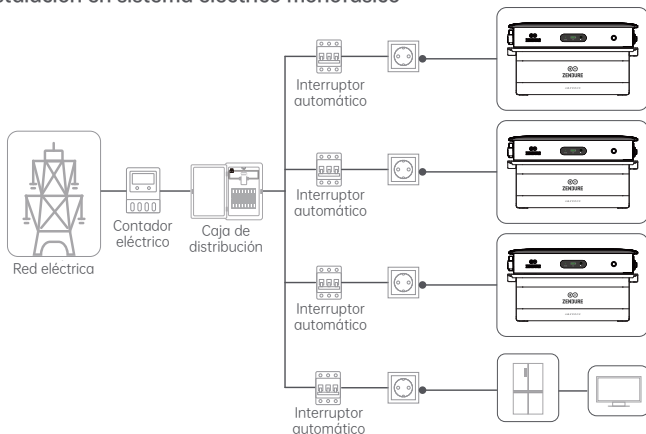 stalación en sistema eléctrico monofásico
ZENDURE
Interruptor
automático
ZENDURE
Interruptor
automático
Red eléctrica
Contador
eléctrico
Caja de
distribución
ZENDURE
Interruptor
automático
Interruptor
automático